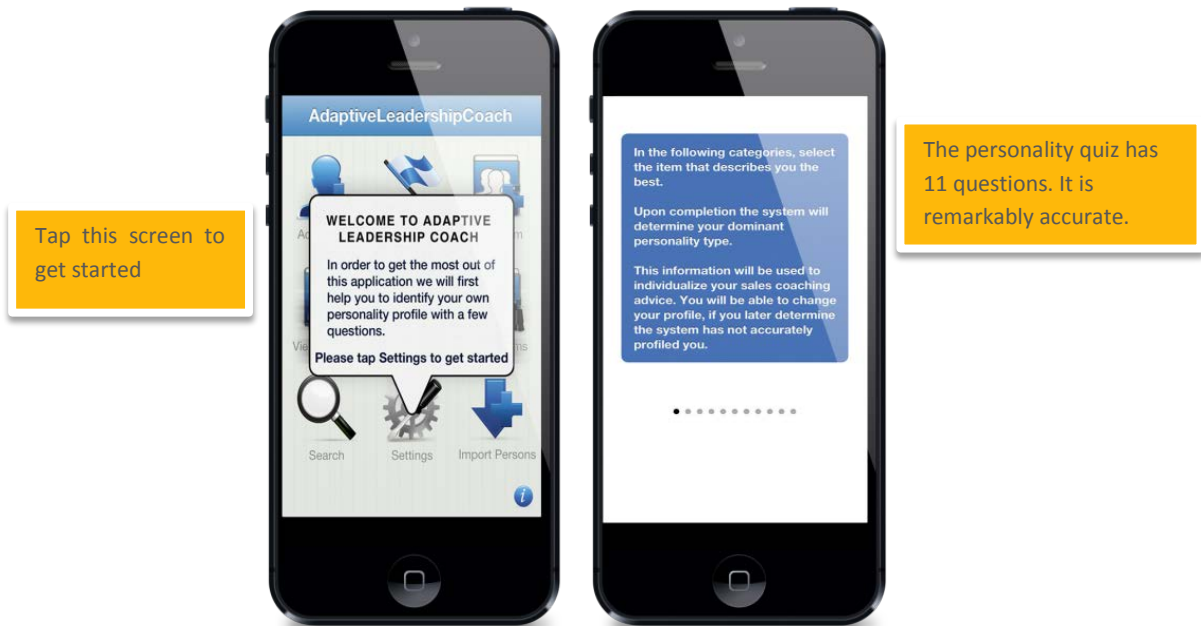 Tap this screen to
get started
AdaptiveLeadershipCoach
WELCOME TO ADAPTIVE
LEADERSHIP COACH
In order to get the most out of
this application we will first
help you to identify your own
personality profile with a few
questions.
Please tap Settings to get started
Search
Settings
Import Persons
i
In the following categories, select
the item that describes you the
best.
Upon completion the system will
determine your dominant
personality type.
This information will be used to
individualize your sales coaching
advice. You will be able to change
your profile, if you later determine
the system has not accurately
profiled you.
The personality quiz has
11 questions. It is
remarkably accurate.